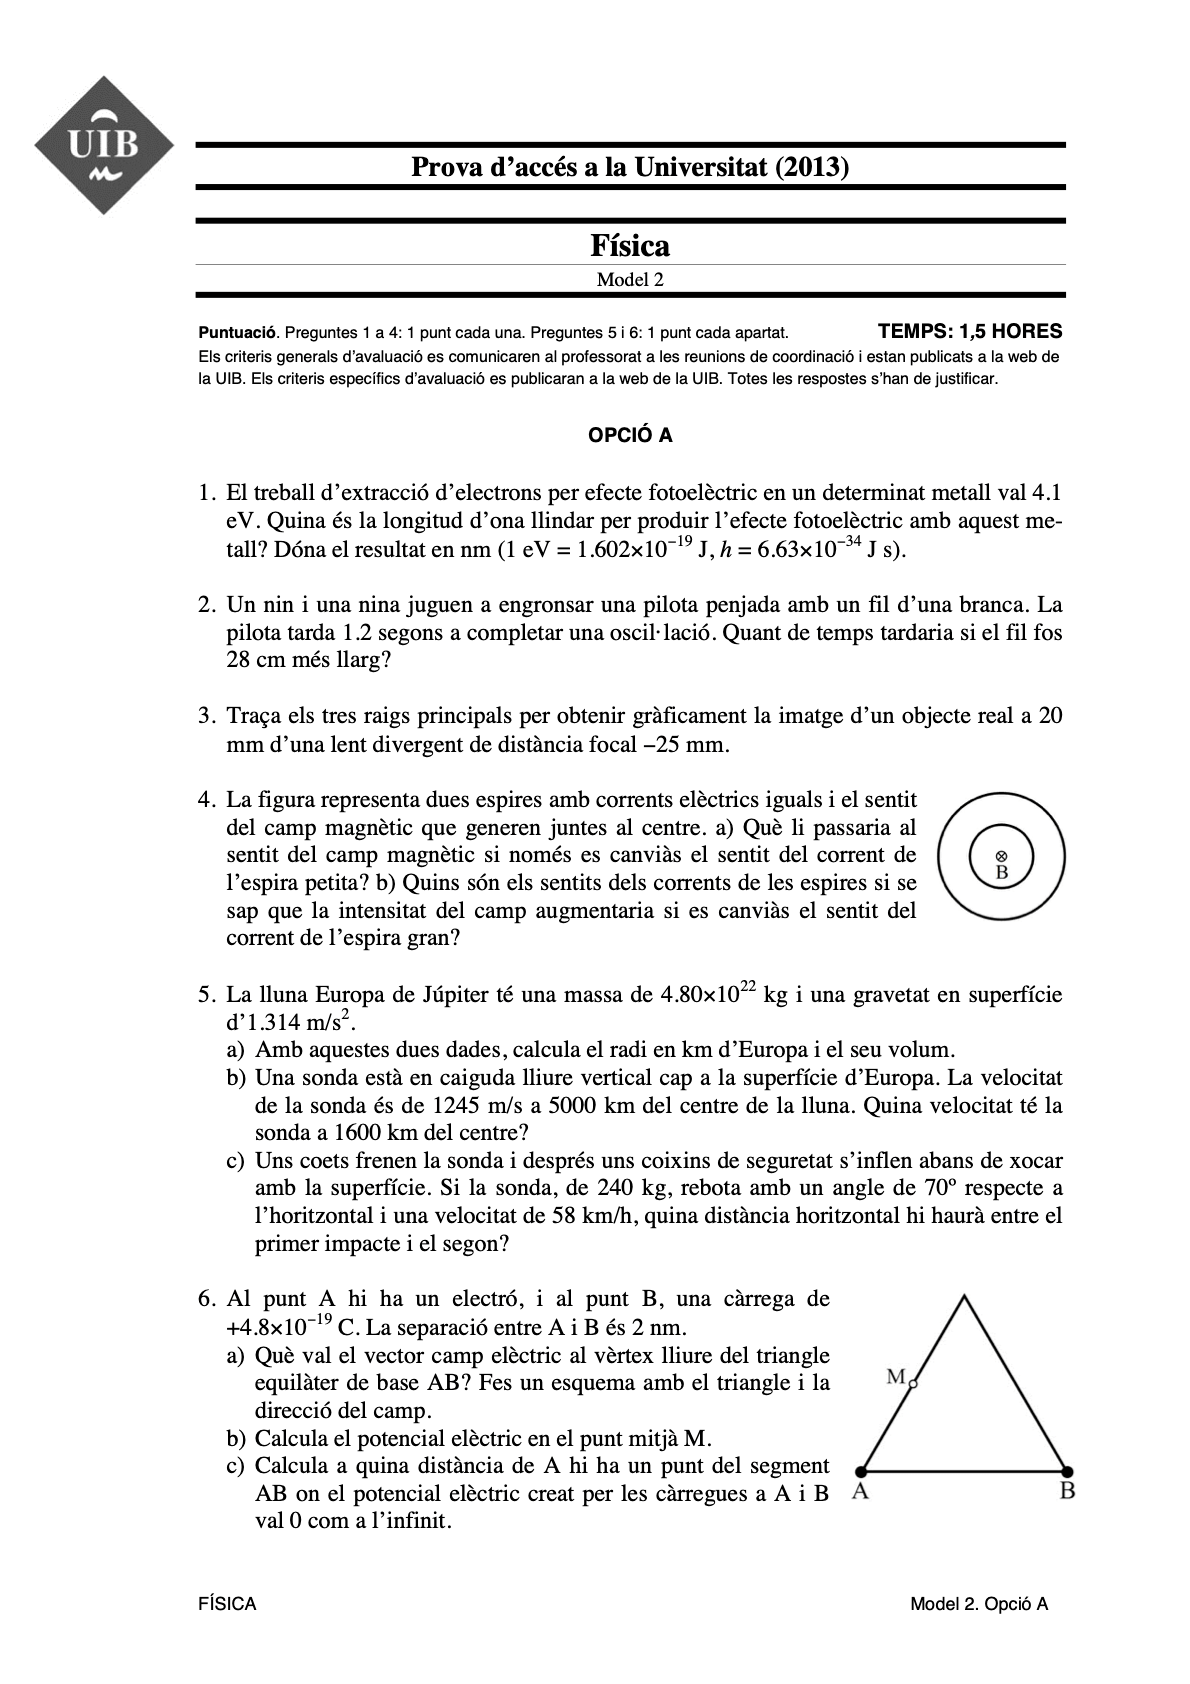 UIB
Prova d’accés a la Universitat (2013)
Física
Model 2
Puntuació. Preguntes 1 a 4: 1 punt cada una. Preguntes 5 i 6: 1 punt cada apartat. TEMPS: 1,5 HORES
Els criteris generals d’avaluació es comunicaren al professorat a les reunions de coordinació i estan publicats a la web de
la UIB. Els criteris específics d’avaluació es publicaran a la web de la UIB. Totes les respostes s’han de justificar.
OPCIÓ A
1. El treball d’extracció d’electrons per efecte fotoelèctric en un determinat metall val 4.1
eV. Quina és la longitud d’ona llindar per produir l’efecte fotoelèctric amb aquest me-
tall? Dóna el resultat en nm (1 eV = 1.602×10⁻¹⁹ J, h = 6.63×10⁻³⁴ J s).
2. Un nin i una nina juguen a engronsar una pilota penjada amb un fil d’una branca. La
pilota tarda 1.2 segons a completar una oscil·lació. Quant de temps tardaria si el fil fos
28 cm més llarg?
3. Traça els tres raigs principals per obtenir gràficament la imatge d’un objecte real a 20
mm d’una lent divergent de distància focal −25 mm.
4. La figura representa dues espires amb corrents elèctrics iguals i el sentit
del camp magnètic que generen juntes al centre. a) Què li passaria al
sentit del camp magnètic si només es canviàs el sentit del corrent de
l’espira petita? b) Quins són els sentits dels corrents de les espires si se
sap que la intensitat del camp augmentaria si es canviàs el sentit del
corrent de l’espira gran?
⊗
B
5. La lluna Europa de Júpiter té una massa de 4.80×10²² kg i una gravetat en superfície
d’1.314 m/s².
a) Amb aquestes dues dades, calcula el radi en km d’Europa i el seu volum.
b) Una sonda està en caiguda lliure vertical cap a la superfície d’Europa. La velocitat
de la sonda és de 1245 m/s a 5000 km del centre de la lluna. Quina velocitat té la
sonda a 1600 km del centre?
c) Uns coets frenen la sonda i després uns coixins de seguretat s’inflen abans de xocar
amb la superfície. Si la sonda, de 240 kg, rebota amb un angle de 70º respecte a
l’horitzontal i una velocitat de 58 km/h, quina distància horitzontal hi haurà entre el
primer impacte i el segon?
6. Al punt A hi ha un electró, i al punt B, una càrrega de
+4.8×10⁻¹⁹ C. La separació entre A i B és 2 nm.
a) Què val el vector camp elèctric al vèrtex lliure del triangle
equilàter de base AB? Fes un esquema amb el triangle i la
direcció del camp.
b) Calcula el potencial elèctric en el punt mitjà M.
c) Calcula a quina distància de A hi ha un punt del segment
AB on el potencial elèctric creat per les càrregues a A i B
val 0 com a l’infinit.
M
A B
FÍSICA Model 2. Opció A